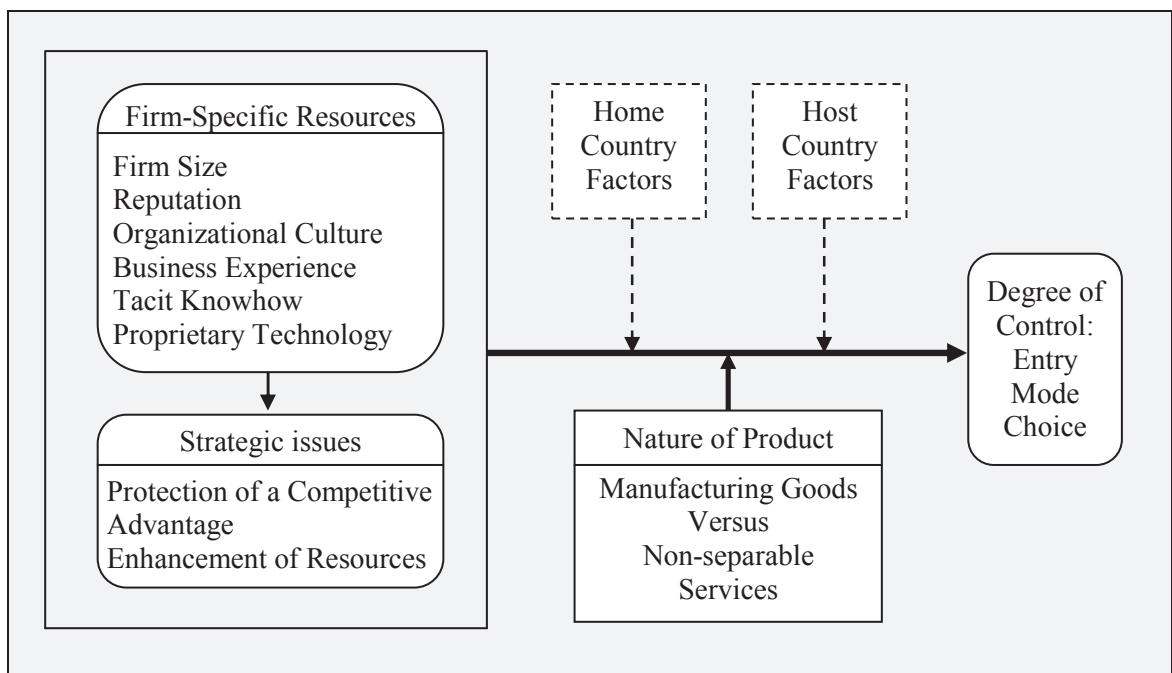 Firm-Specific Resources
Firm Size
Reputation
Organizational Culture
Business Experience
Tacit Knowhow
Proprietary Technology
Strategic issues
Protection of a Competitive
Advantage
Enhancement of Resources
Home
Country
Factors
Host
Country
Factors
Nature of Product
Manufacturing Goods
Versus
Non-separable
Services
Degree of
Control:
Entry
Mode
Choice